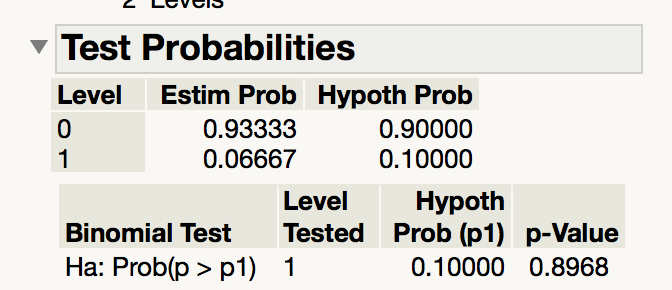 2 Levels
Test Probabilities
Level Estim Prob Hypoth Prob
0 0.93333 0.90000
1 0.06667 0.10000
Binomial Test Level Tested Hypoth Prob (p1) p-Value
Ha: Prob(p > p1) 1 0.10000 0.8968